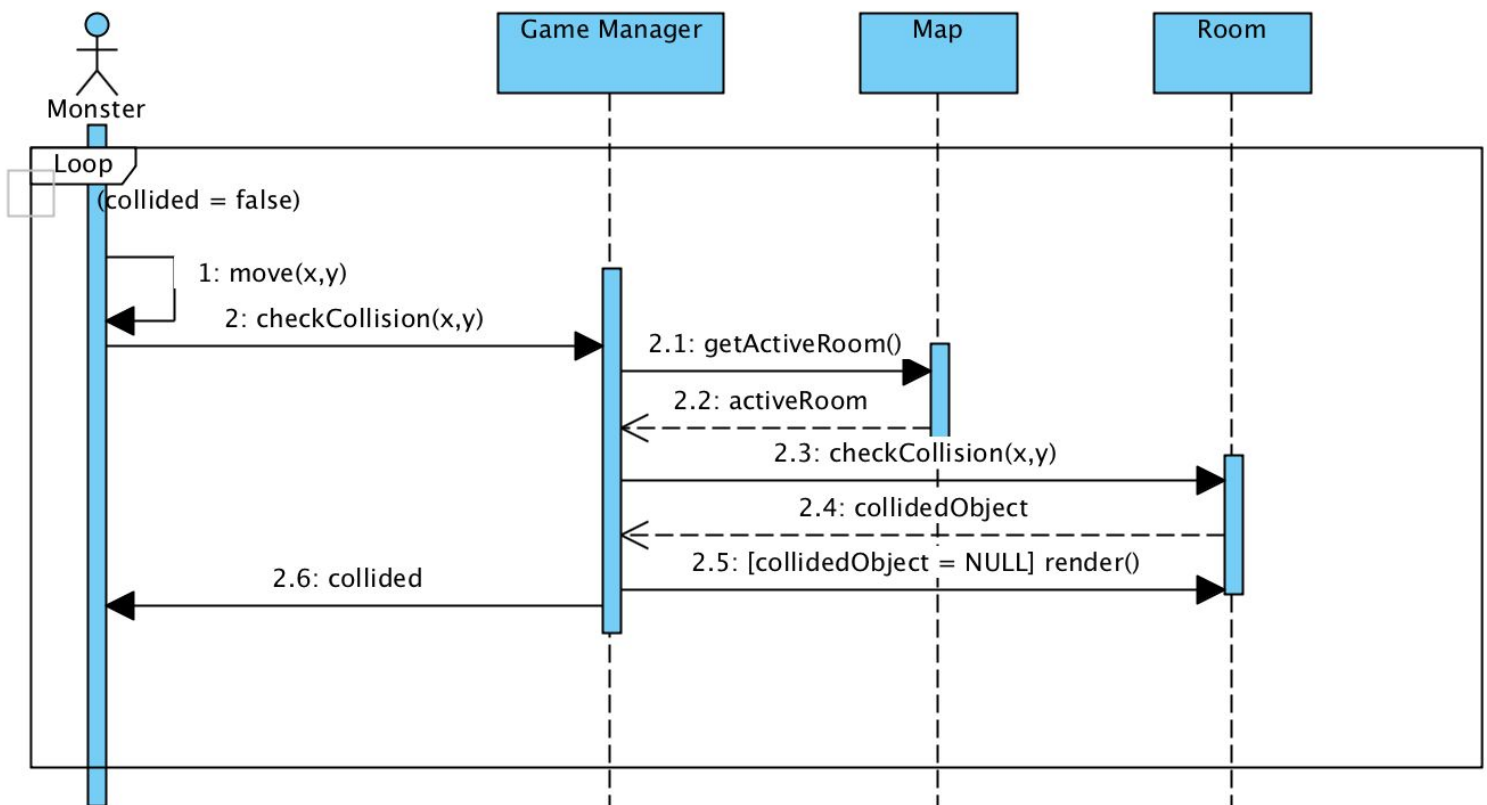 Monster
Game Manager
Map
Room
Loop
(collided = false)
1: move(x,y)
2: checkCollision(x,y)
2.1: getActiveRoom()
2.2: activeRoom
2.3: checkCollision(x,y)
2.4: collidedObject
2.5: [collidedObject = NULL] render()
2.6: collided